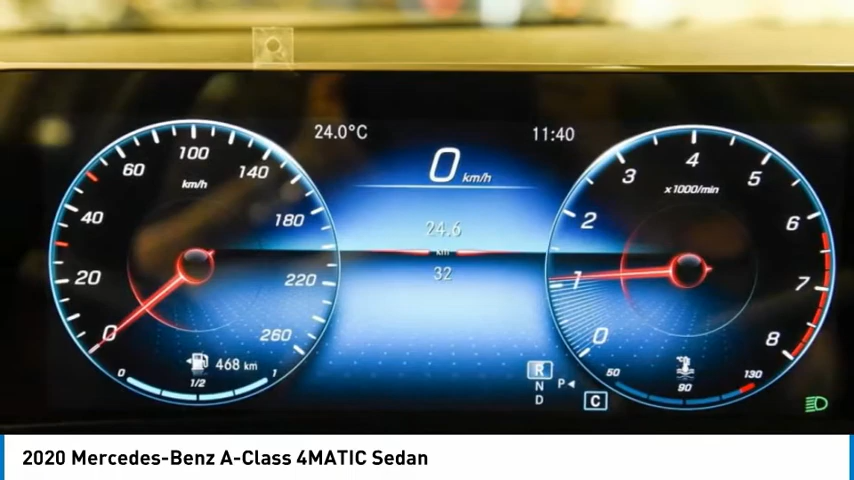 24.0°C
11:40
0 km/h
24.6
km
32
0
20
40
60
100
140
180
220
260
km/h
468 km
0
1/2
1
0
1
2
3
4
5
6
7
8
x1000/min
50
90
130
R
N
D
P
C
2020 Mercedes-Benz A-Class 4MATIC Sedan